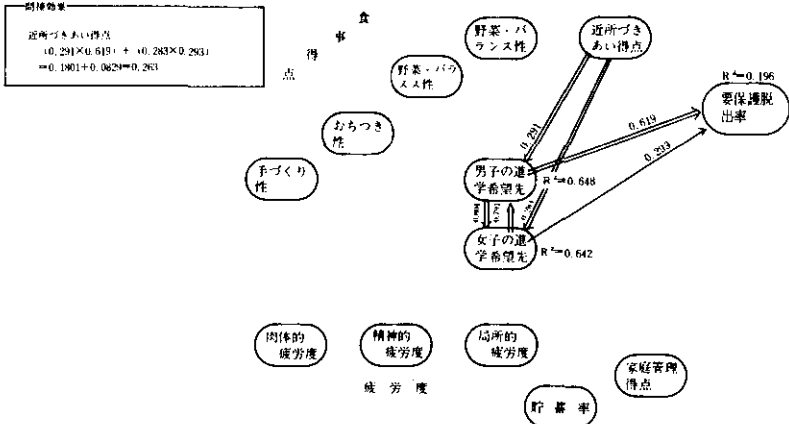 間接効果
近所づきあい得点
(0.291×0.619) + (0.283×0.293)
=0.1801+0.0829=0.263
食
事
得
点
野菜・バ
ランス性
近所づき
あい得点
野菜・バラ
ンス性
R²=0.196
要保護脱
出率
おちつき
性
手づくり
性
0.291
0.619
0.293
男子の進
学希望先
R²=0.648
女子の進
学希望先
R²=0.642
肉体的
疲労度
精神的
疲労度
局所的
疲労度
疲労度
家庭管理
得点
貯蓄率